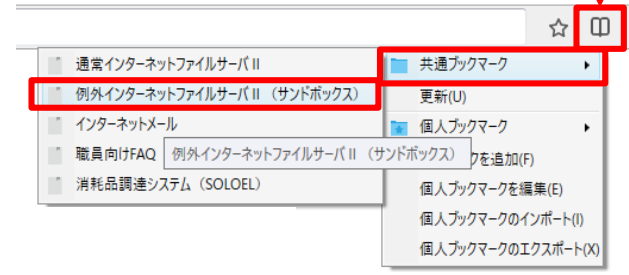 共通ブックマーク
更新(U)
個人ブックマーク
クを追加(F)
個人ブックマークを編集(E)
個人ブックマークのインポート(I)
個人ブックマークのエクスポート(X)
通常インターネットファイルサーバⅡ
例外インターネットファイルサーバⅡ（サンドボックス）
インターネットメール
職員向けFAQ
例外インターネットファイルサーバⅡ（サンドボックス）
消耗品調達システム（SOLOEL）